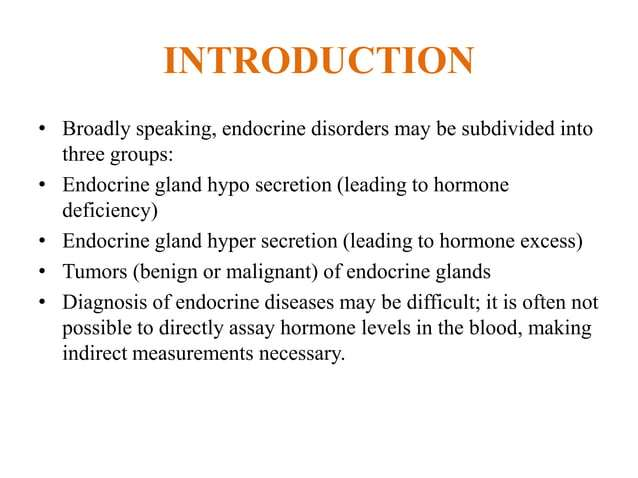 INTRODUCTION
• Broadly speaking, endocrine disorders may be subdivided into
three groups:
• Endocrine gland hypo secretion (leading to hormone
deficiency)
• Endocrine gland hyper secretion (leading to hormone excess)
• Tumors (benign or malignant) of endocrine glands
• Diagnosis of endocrine diseases may be difficult; it is often not
possible to directly assay hormone levels in the blood, making
indirect measurements necessary.